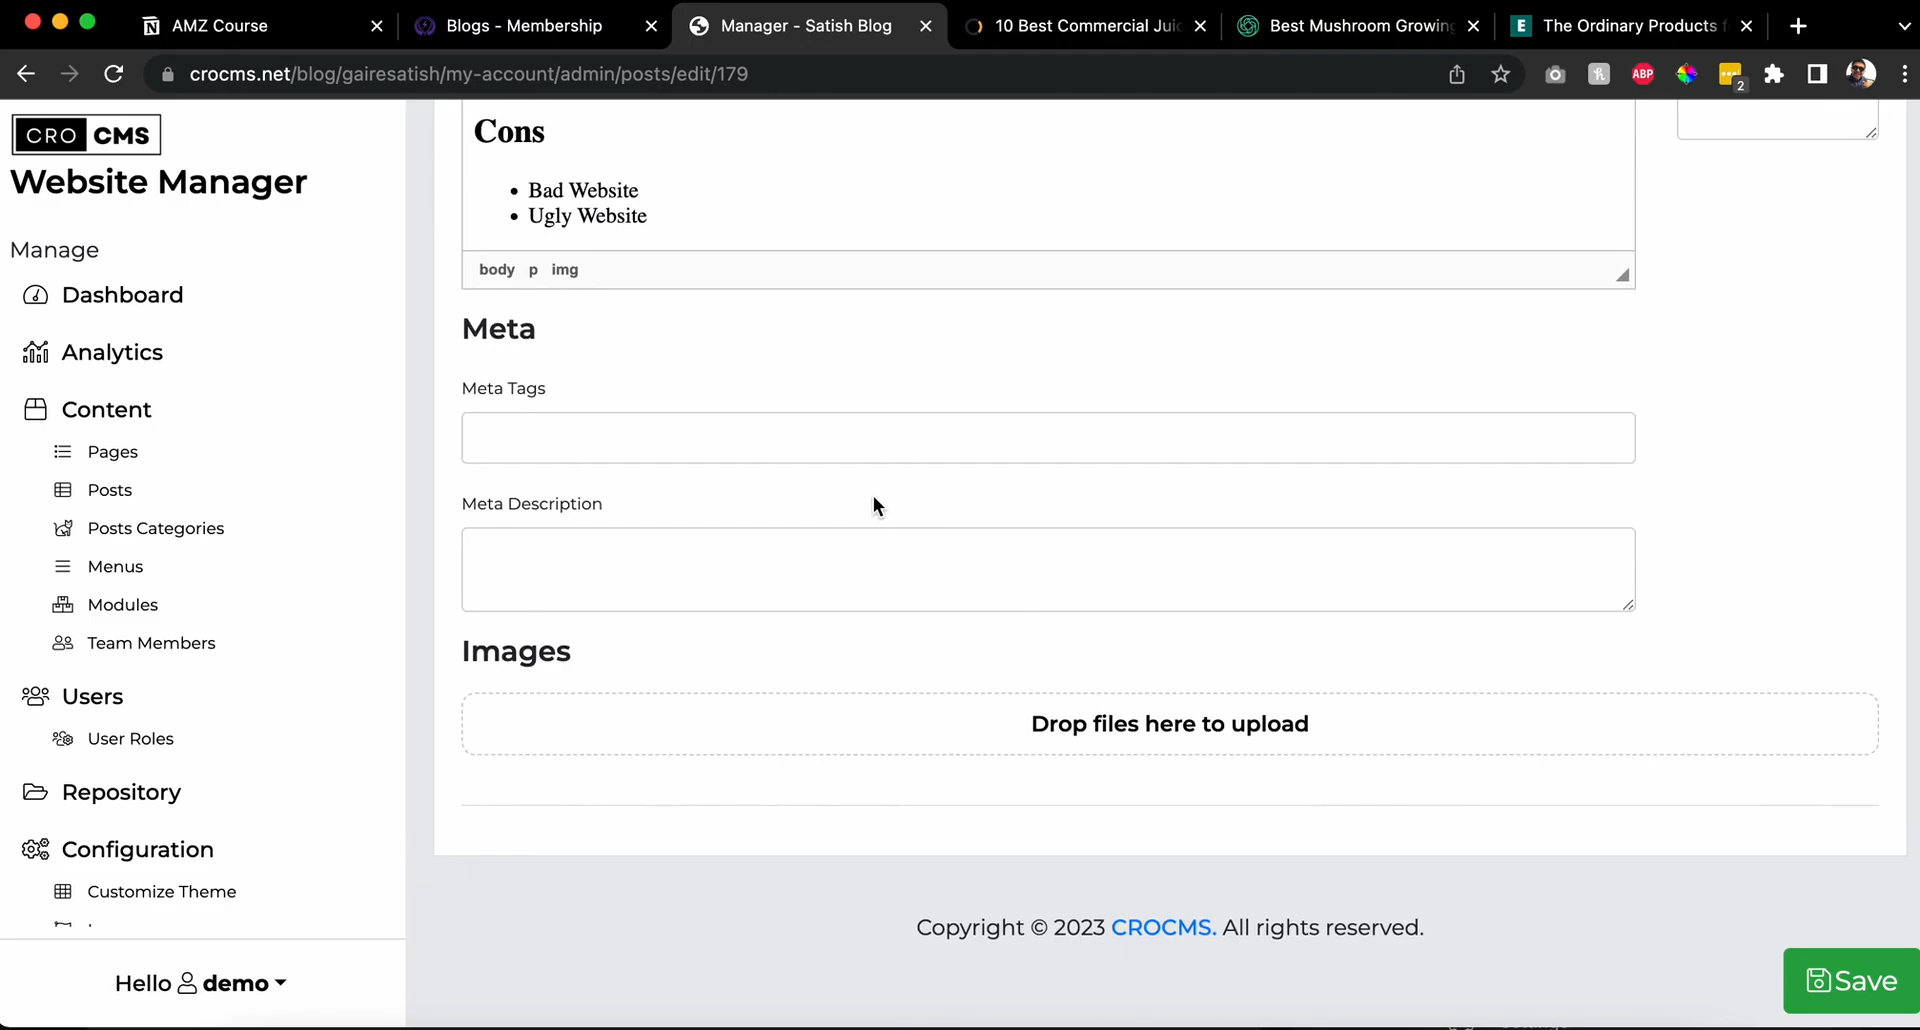 AMZ Course
Blogs - Membership
Manager - Satish Blog
10 Best Commercial Juic
Best Mushroom Growing
E The Ordinary Products f
crocms.net/blog/gairesatish/my-account/admin/posts/edit/179
ABP
2
CRO CMS
Website Manager
Manage
Dashboard
Analytics
Content
Pages
Posts
Posts Categories
Menus
Modules
Team Members
Users
User Roles
Repository
Configuration
Customize Theme
Hello demo
Cons
• Bad Website
• Ugly Website
body p img
Meta
Meta Tags
Meta Description
Images
Drop files here to upload
Copyright © 2023 CROCMS. All rights reserved.
Save